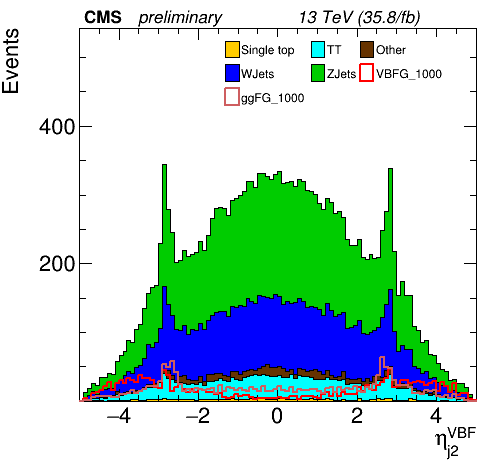 CMS preliminary 13 TeV (35.8/fb)
Events
Single top TT Other
WJets ZJets VBFG_1000
ggFG_1000
400
200
−4 −2 0 2 4
η_j2^VBF